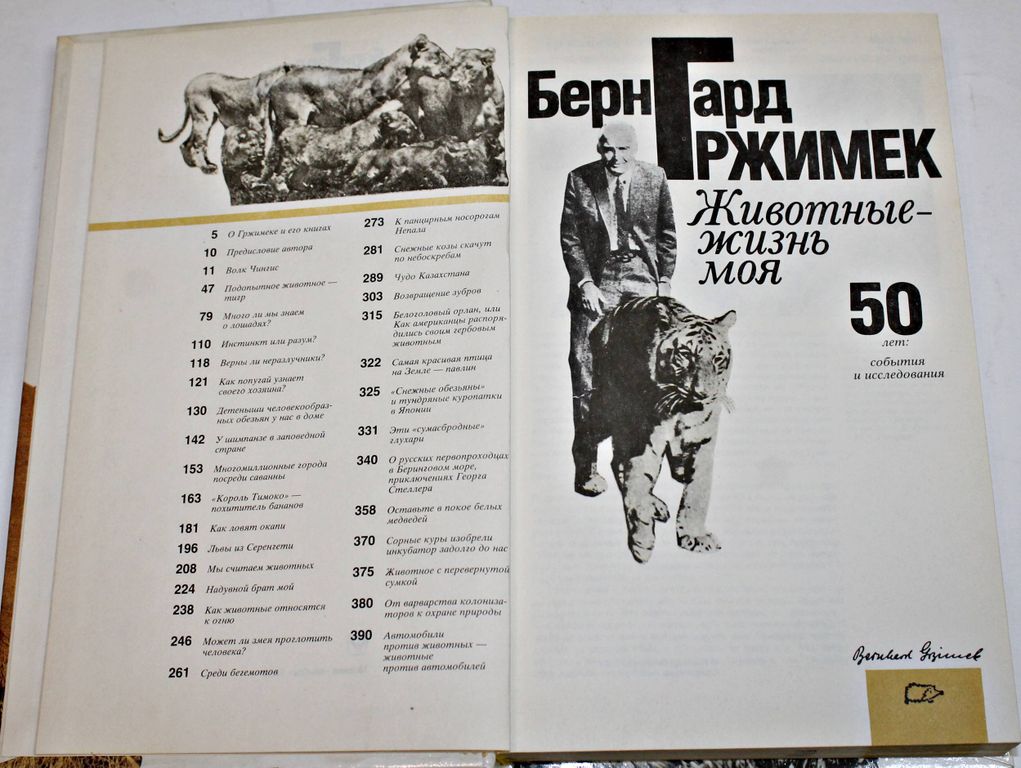 5 О Гржимеке и его книгах
10 Предисловие автора
11 Волк Чингис
47 Подопытное животное —
тигр
79 Много ли мы знаем
о лошадях?
110 Инстинкт или разум?
118 Верны ли неразлучники?
121 Как попугай узнает
своего хозяина?
130 Детеныши человекообраз-
ных обезьян у нас в доме
142 У шимпанзе в заповедной
стране
153 Многомиллионные города
посреди саванны
163 «Король Тимоко» —
похититель бананов
181 Как ловят окапи
196 Львы из Серенгети
208 Мы считаем животных
224 Надувной брат мой
238 Как животные относятся
к огню
246 Может ли змея проглотить
человека?
261 Среди бегемотов
273 К панцирным носорогам
Непала
281 Снежные козы скачут
по небоскребам
289 Чудо Казахстана
303 Возвращение зубров
315 Белоголовый орлан, или
Как американцы распоря-
дились своим гербовым
животным
322 Самая красивая птица
на Земле — павлин
325 «Снежные обезьяны»
и тундряные куропатки
в Японии
331 Эти «сумасбродные»
глухари
340 О русских первопроходцах
в Беринговом море,
приключениях Георга
Стеллера
358 Оставьте в покое белых
медведей
370 Сорные куры изобрели
инкубатор задолго до нас
375 Животное с перевернутой
сумкой
380 От варварства колониза-
торов к охране природы
390 Автомобили
против животных —
животные
против автомобилей
БернГард
Гржимек
Животные-
жизнь
моя
50
лет:
события
и исследования
Bernhard Grzimek